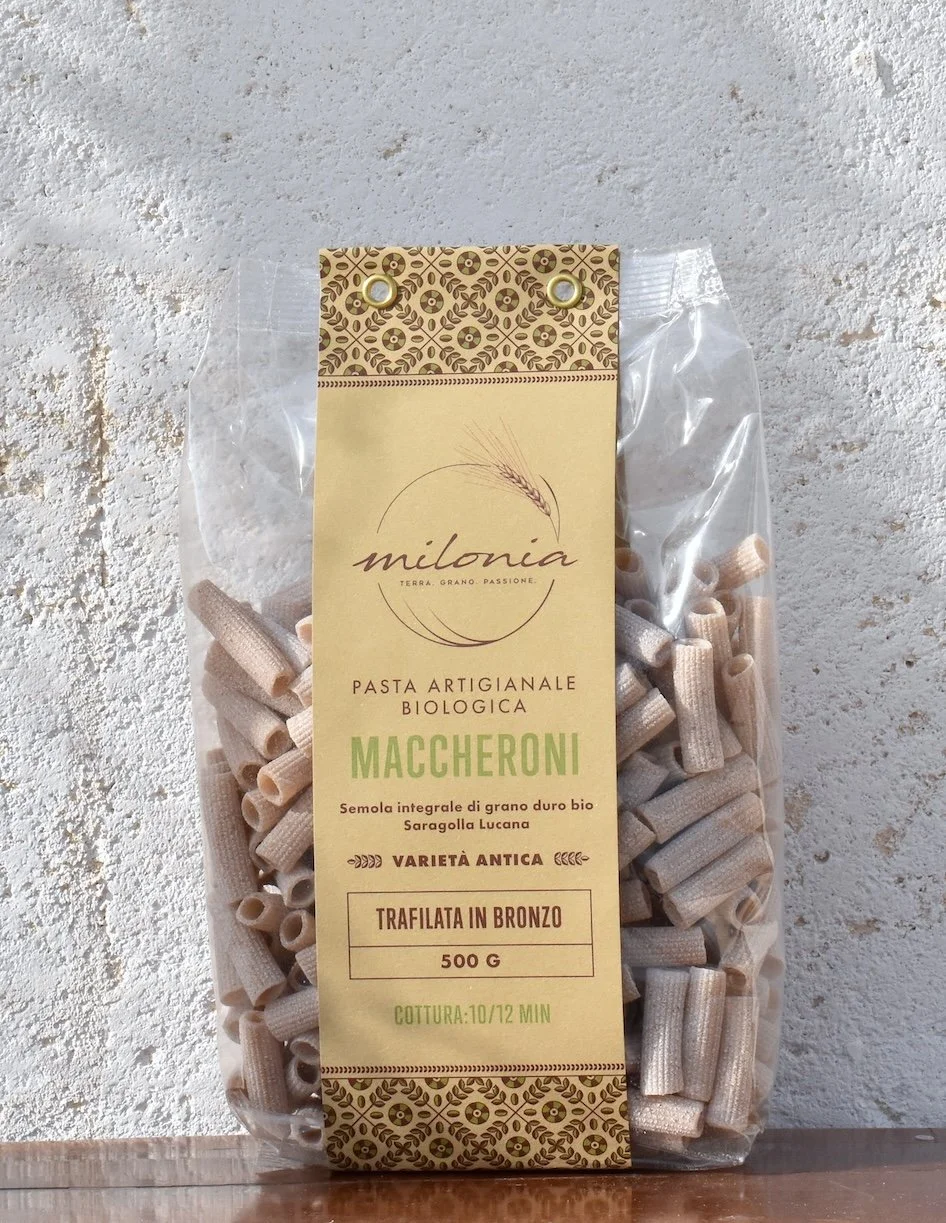 milonia
TERRA. GRANO. PASSIONE.
PASTA ARTIGIANALE
BIOLOGICA
MACCHERONI
Semola integrale di grano duro bio
Saragolla Lucana
VARIETÀ ANTICA
TRAFILATA IN BRONZO
500 G
COTTURA:10/12 MIN